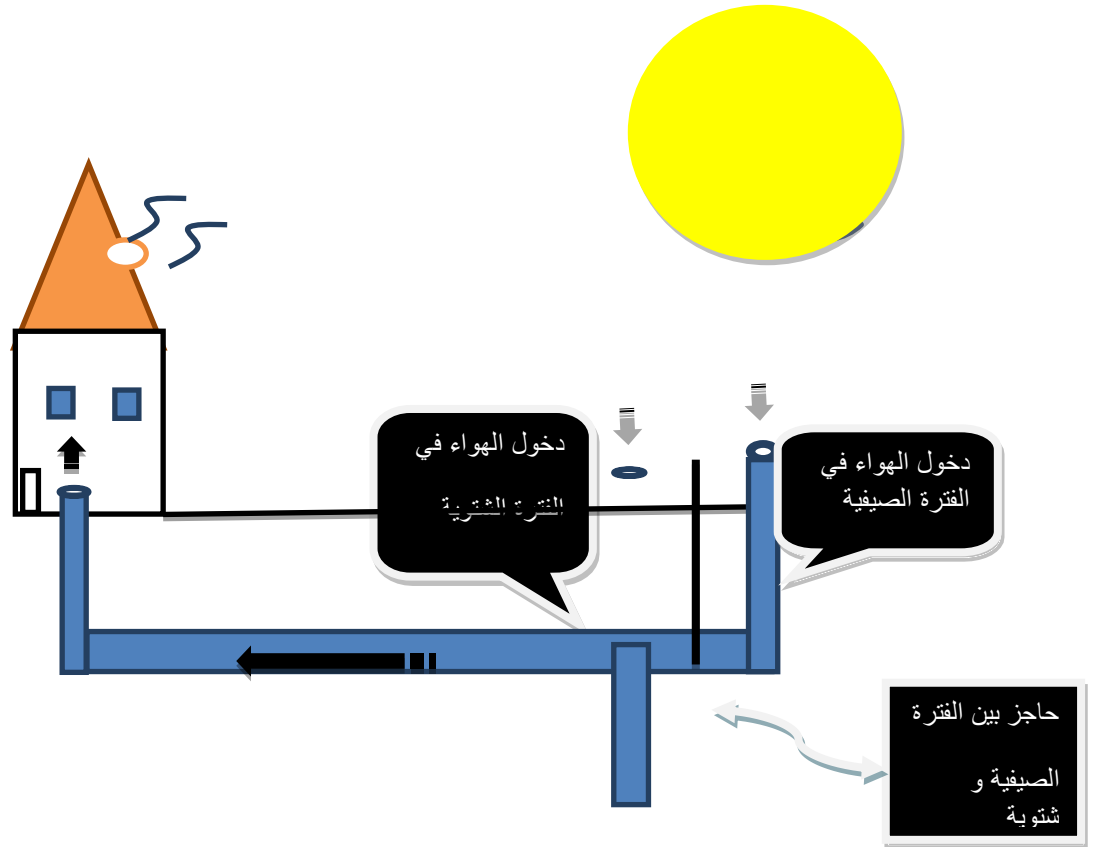 دخول الهواء في
الفترة الشتوية
دخول الهواء في
الفترة الصيفية
حاجز بين الفترة
الصيفية و
شتوية